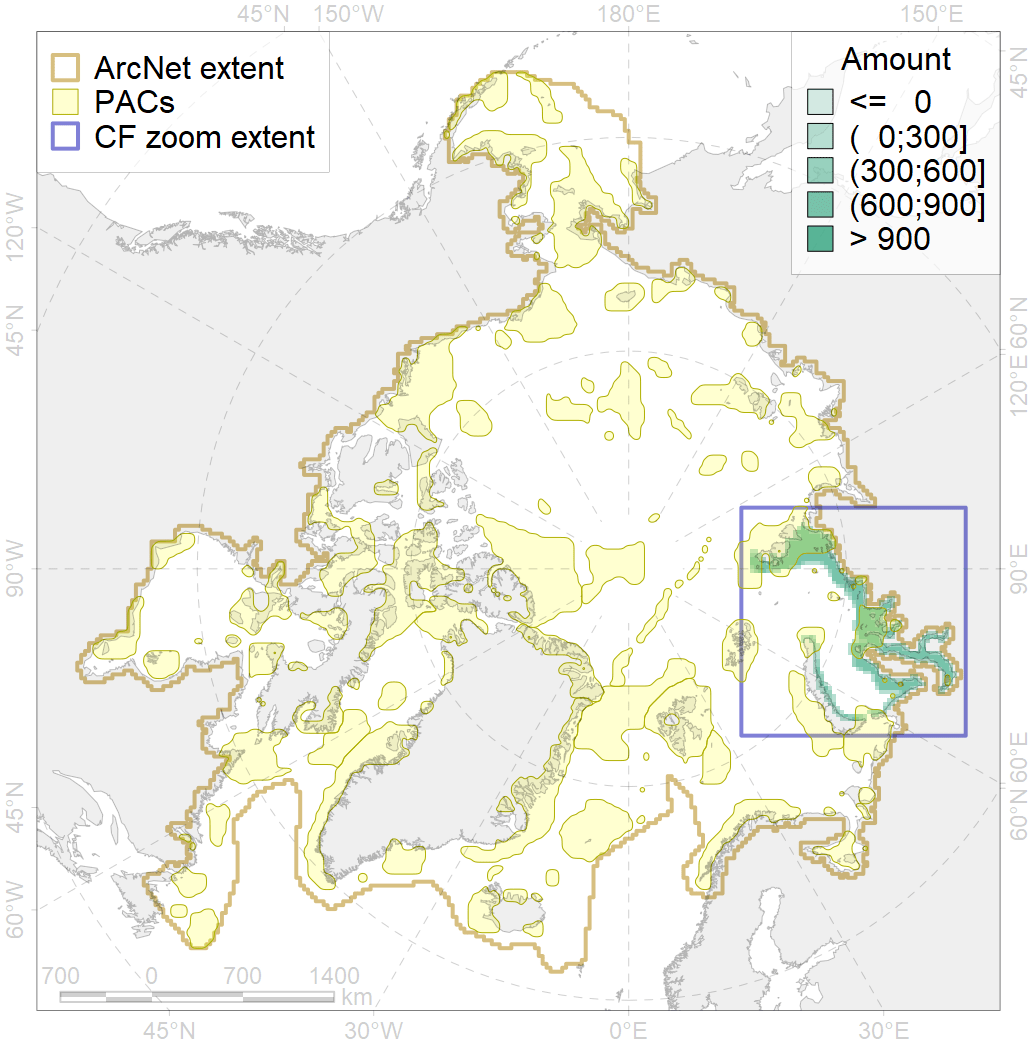 45°N 150°W 180°E 150°E
ArcNet extent
PACs
CF zoom extent
Amount
<= 0
( 0;300]
(300;600]
(600;900]
> 900
45°N
120°W
45°N
90°W
45°N
60°W
60°N
120°E
90°E
60°E
60°N
700 0 700 1400
km
45°N 30°W 0°E 30°E